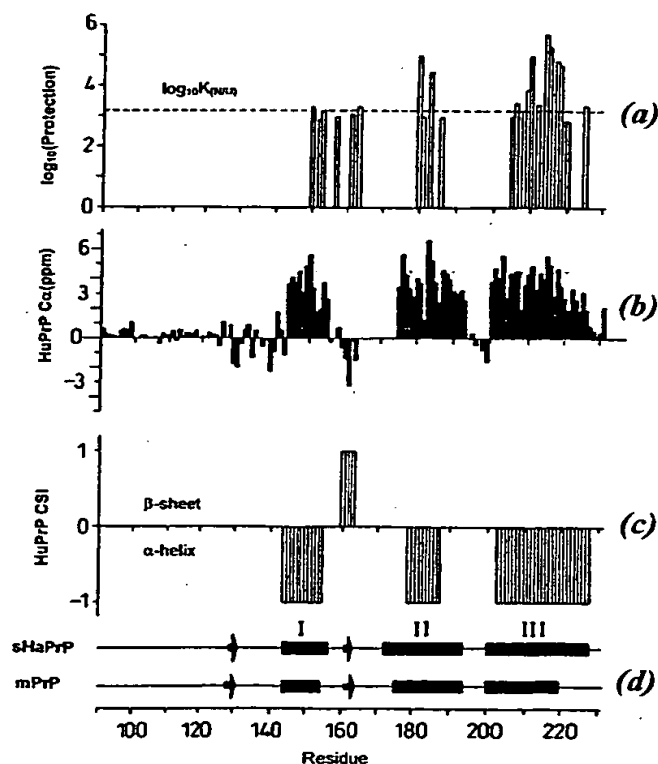 6
4
2
0
log₁₀(Protection)
log₁₀K(N/U)
(a)
6
3
0
−3
HuPrP Cα(ppm)
(b)
1
0
−1
HuPrP CSI
β-sheet
α-helix
(c)
I II III
sHaPrP
mPrP
(d)
100 120 140 160 180 200 220
Residue